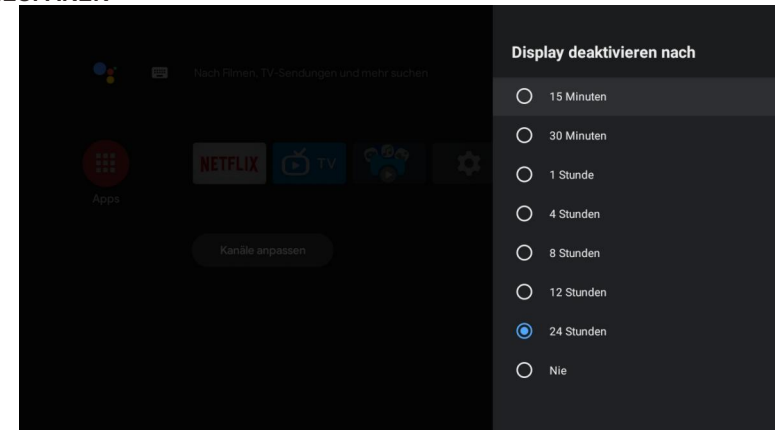 Nach Filmen, TV-Sendungen und mehr suchen
NETFLIX
TV
Apps
Kanäle anpassen
Display deaktivieren nach
15 Minuten
30 Minuten
1 Stunde
4 Stunden
8 Stunden
12 Stunden
24 Stunden
Nie